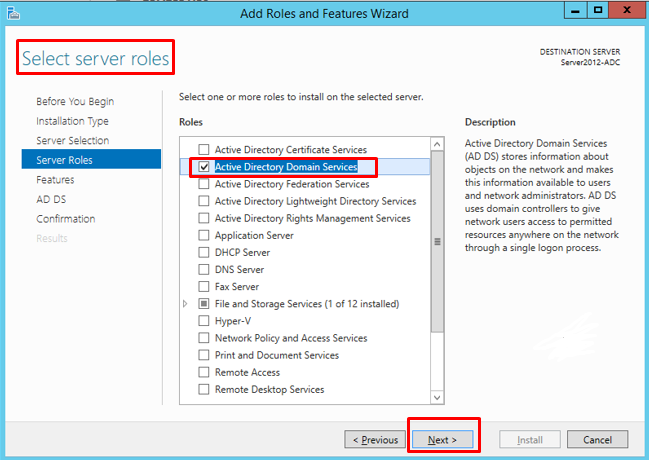 Add Roles and Features Wizard
Select server roles
DESTINATION SERVER
Server2012-ADC
Before You Begin
Installation Type
Server Selection
Server Roles
Features
AD DS
Confirmation
Results
Select one or more roles to install on the selected server.
Roles
Active Directory Certificate Services
Active Directory Domain Services
Active Directory Federation Services
Active Directory Lightweight Directory Services
Active Directory Rights Management Services
Application Server
DHCP Server
DNS Server
Fax Server
File and Storage Services (1 of 12 installed)
Hyper-V
Network Policy and Access Services
Print and Document Services
Remote Access
Remote Desktop Services
Description
Active Directory Domain Services
(AD DS) stores information about
objects on the network and makes
this information available to users
and network administrators. AD DS
uses domain controllers to give
network users access to permitted
resources anywhere on the network
through a single logon process.
< Previous
Next >
Install
Cancel